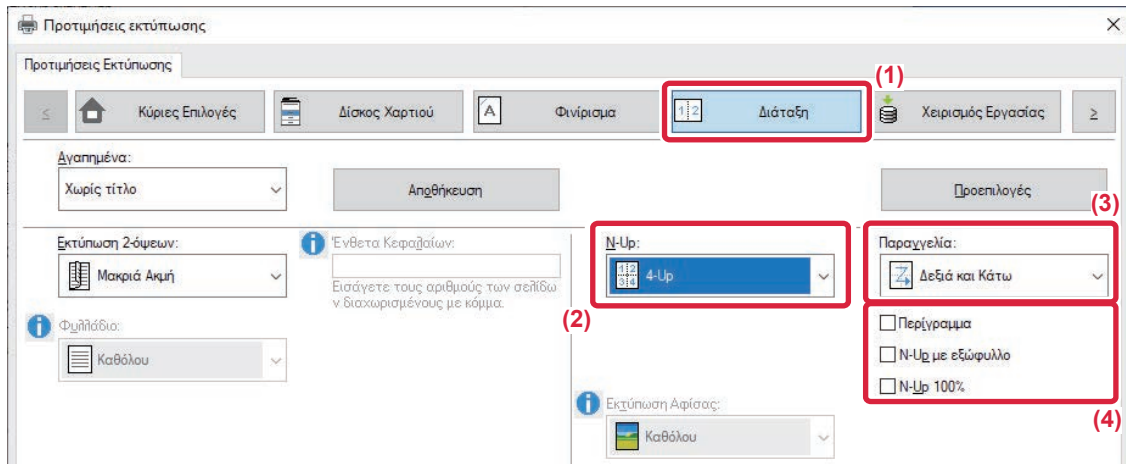 Προτιμήσεις εκτύπωσης
Προτιμήσεις Εκτύπωσης
(1)
Κύριες Επιλογές
Δίσκος Χαρτιού
Φινίρισμα
Διάταξη
Χειρισμός Εργασίας
Αγαπημένα:
Χωρίς τίτλο
Αποθήκευση
Προεπιλογές
(3)
Εκτύπωση 2-όψεων:
Ένθετα Κεφαλαίων:
N-Up:
Παραγγελία:
Μακριά Ακμή
4-Up
Δεξιά και Κάτω
Εισάγετε τους αριθμούς των σελίδω
ν διαχωρισμένους με κόμμα.
(2)
Φυλλάδιο:
Περίγραμμα
Καθόλου
N-Up με εξώφυλλο
N-Up 100%
Εκτύπωση Αφίσας:
(4)
Καθόλου